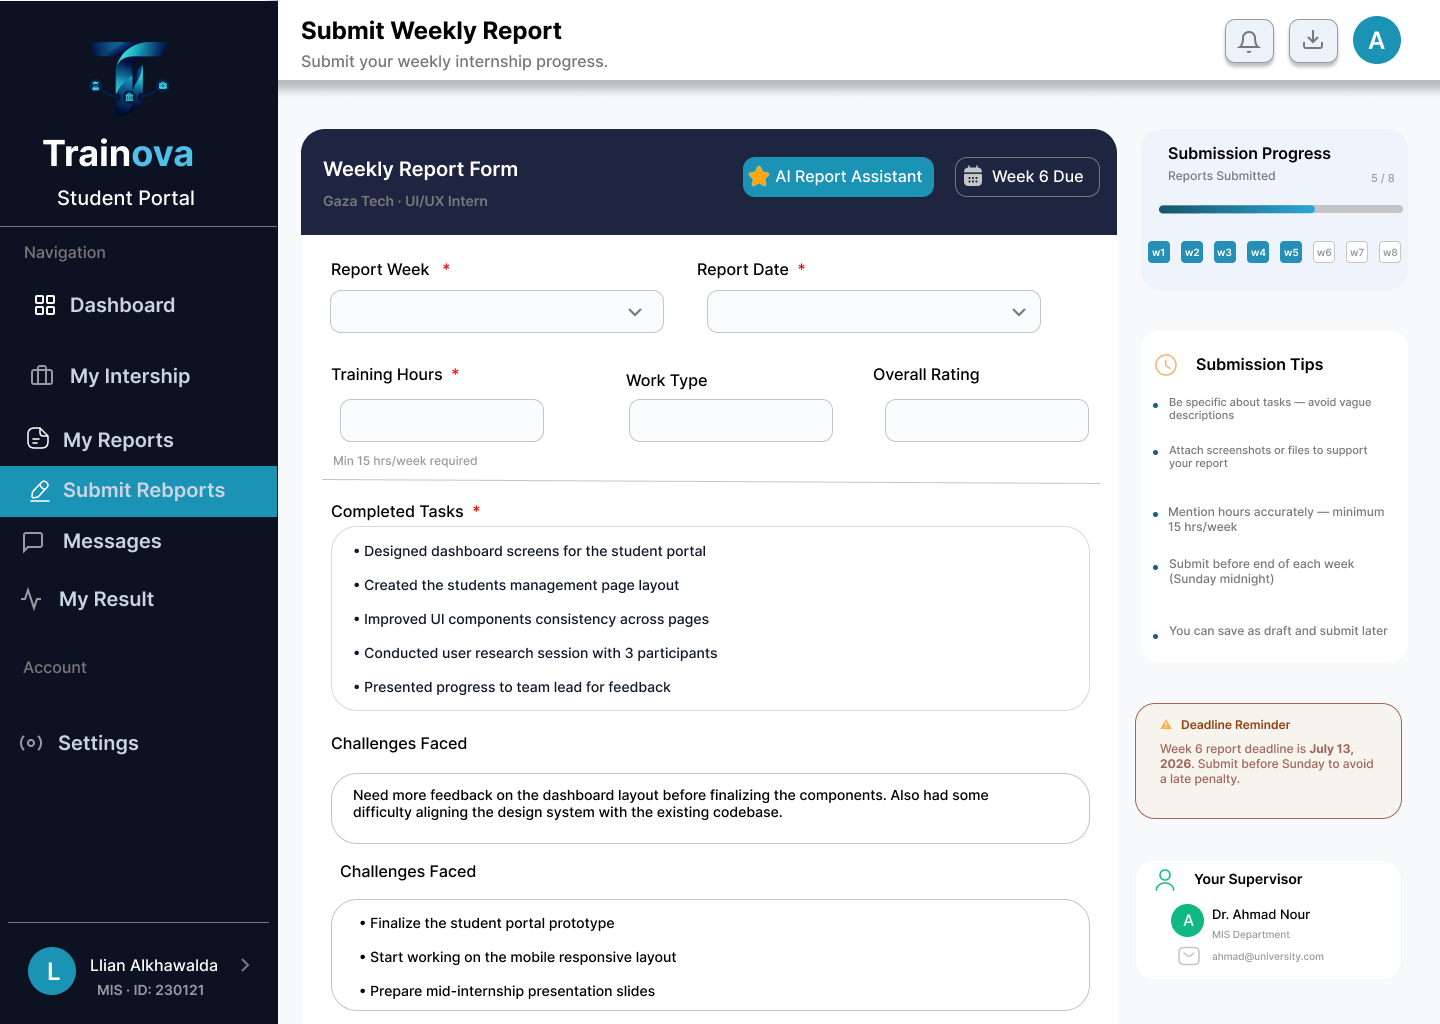 Trainova
Student Portal
Navigation
Dashboard
My Intership
My Reports
Submit Rebports
Messages
My Result
Account
Settings
L
Llian Alkhawalda
MIS · ID: 230121
Submit Weekly Report
Submit your weekly internship progress.
A
Weekly Report Form
Gaza Tech · UI/UX Intern
AI Report Assistant
Week 6 Due
Report Week *
Report Date *
Training Hours *
Work Type
Overall Rating
Min 15 hrs/week required
Completed Tasks *
• Designed dashboard screens for the student portal
• Created the students management page layout
• Improved UI components consistency across pages
• Conducted user research session with 3 participants
• Presented progress to team lead for feedback
Challenges Faced
Need more feedback on the dashboard layout before finalizing the components. Also had some
difficulty aligning the design system with the existing codebase.
Challenges Faced
• Finalize the student portal prototype
• Start working on the mobile responsive layout
• Prepare mid-internship presentation slides
Submission Progress
Reports Submitted
5 / 8
w1 w2 w3 w4 w5 w6 w7 w8
Submission Tips
• Be specific about tasks — avoid vague
descriptions
• Attach screenshots or files to support
your report
• Mention hours accurately — minimum
15 hrs/week
• Submit before end of each week
(Sunday midnight)
• You can save as draft and submit later
Deadline Reminder
Week 6 report deadline is July 13,
2026. Submit before Sunday to avoid
a late penalty.
Your Supervisor
A
Dr. Ahmad Nour
MIS Department
ahmad@university.com